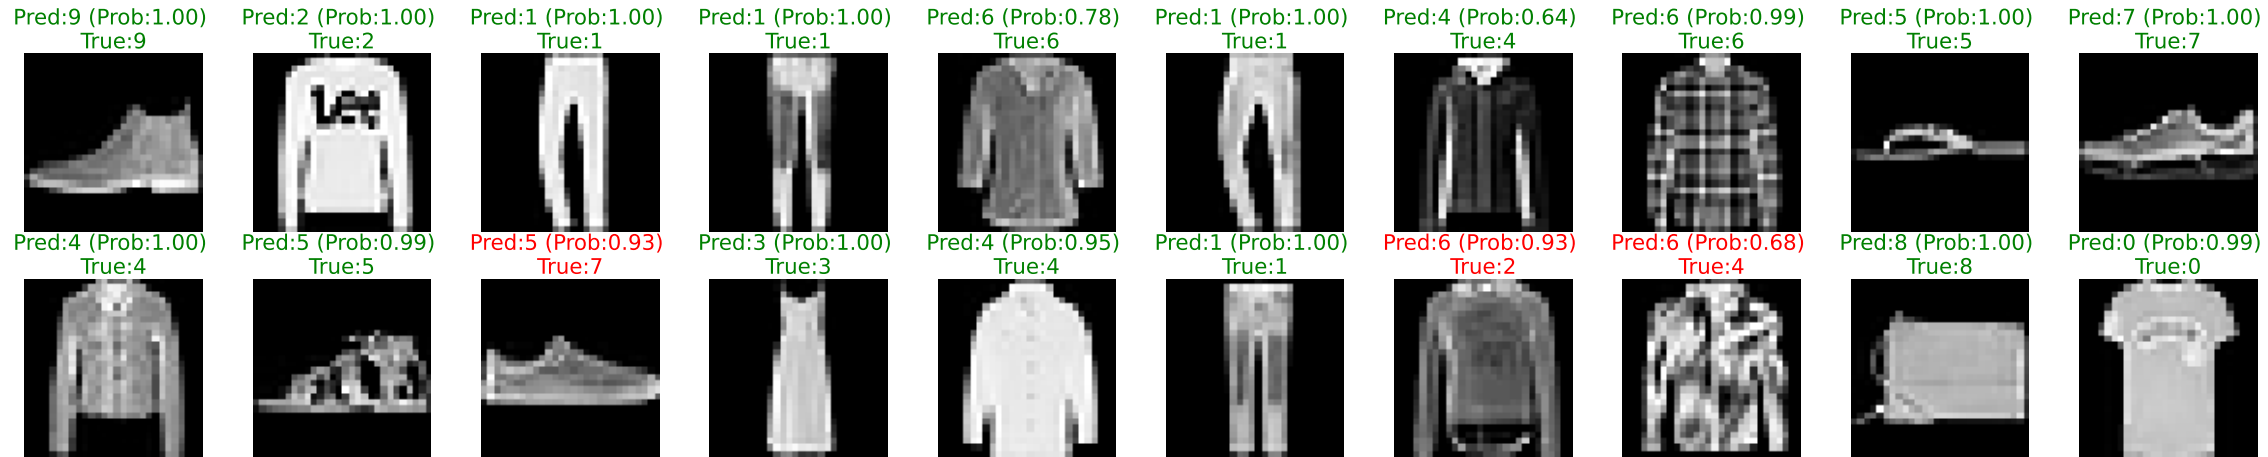 Pred:9 (Prob:1.00) Pred:2 (Prob:1.00) Pred:1 (Prob:1.00) Pred:1 (Prob:1.00) Pred:6 (Prob:0.78) Pred:1 (Prob:1.00) Pred:4 (Prob:0.64) Pred:6 (Prob:0.99) Pred:5 (Prob:1.00) Pred:7 (Prob:1.00)
True:9 True:2 True:1 True:1 True:6 True:1 True:4 True:6 True:5 True:7
Lee
Pred:4 (Prob:1.00) Pred:5 (Prob:0.99) Pred:5 (Prob:0.93) Pred:3 (Prob:1.00) Pred:4 (Prob:0.95) Pred:1 (Prob:1.00) Pred:6 (Prob:0.93) Pred:6 (Prob:0.68) Pred:8 (Prob:1.00) Pred:0 (Prob:0.99)
True:4 True:5 True:7 True:3 True:4 True:1 True:2 True:4 True:8 True:0